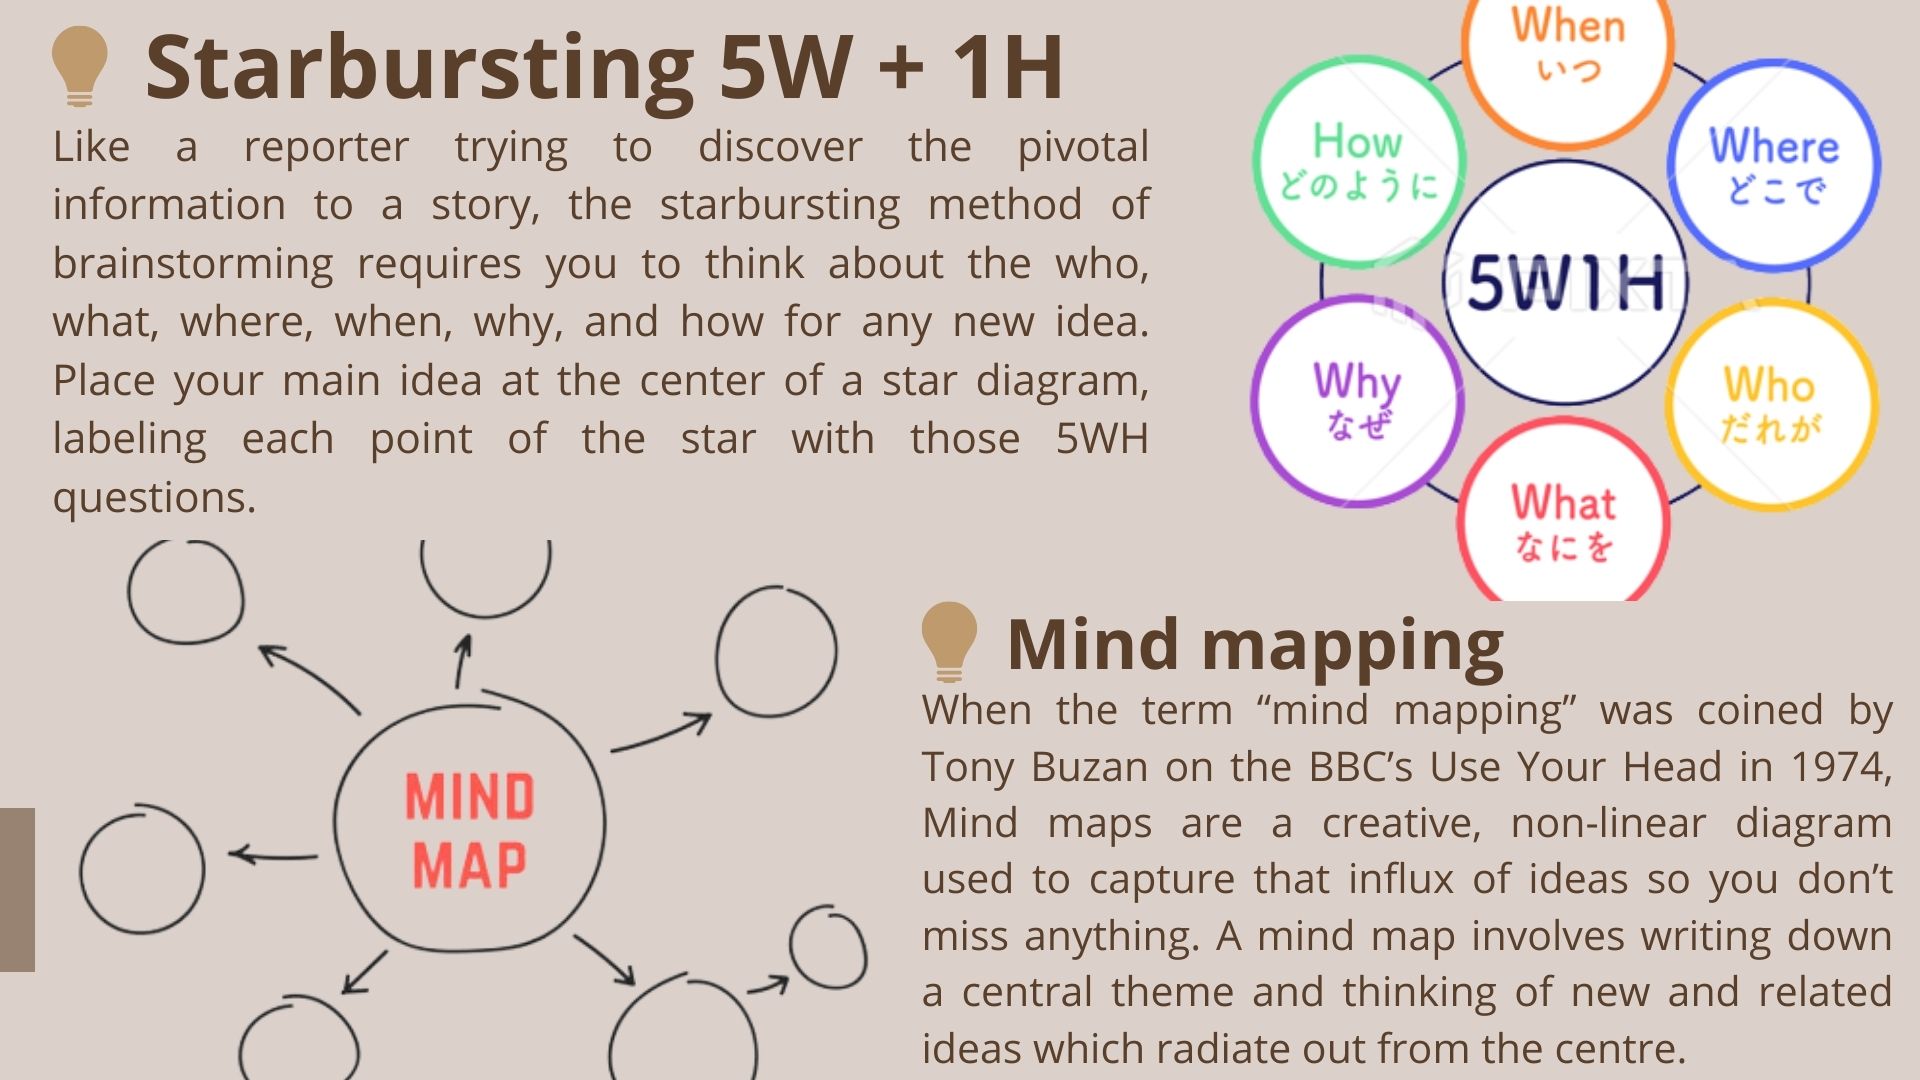 Starbursting 5W + 1H
Like a reporter trying to discover the pivotal
information to a story, the starbursting method of
brainstorming requires you to think about the who,
what, where, when, why, and how for any new idea.
Place your main idea at the center of a star diagram,
labeling each point of the star with those 5WH
questions.
When
いつ
How
どのように
Where
どこで
5W1H
Why
なぜ
Who
だれが
What
なにを
MIND
MAP
Mind mapping
When the term “mind mapping” was coined by
Tony Buzan on the BBC’s Use Your Head in 1974,
Mind maps are a creative, non-linear diagram
used to capture that influx of ideas so you don’t
miss anything. A mind map involves writing down
a central theme and thinking of new and related
ideas which radiate out from the centre.